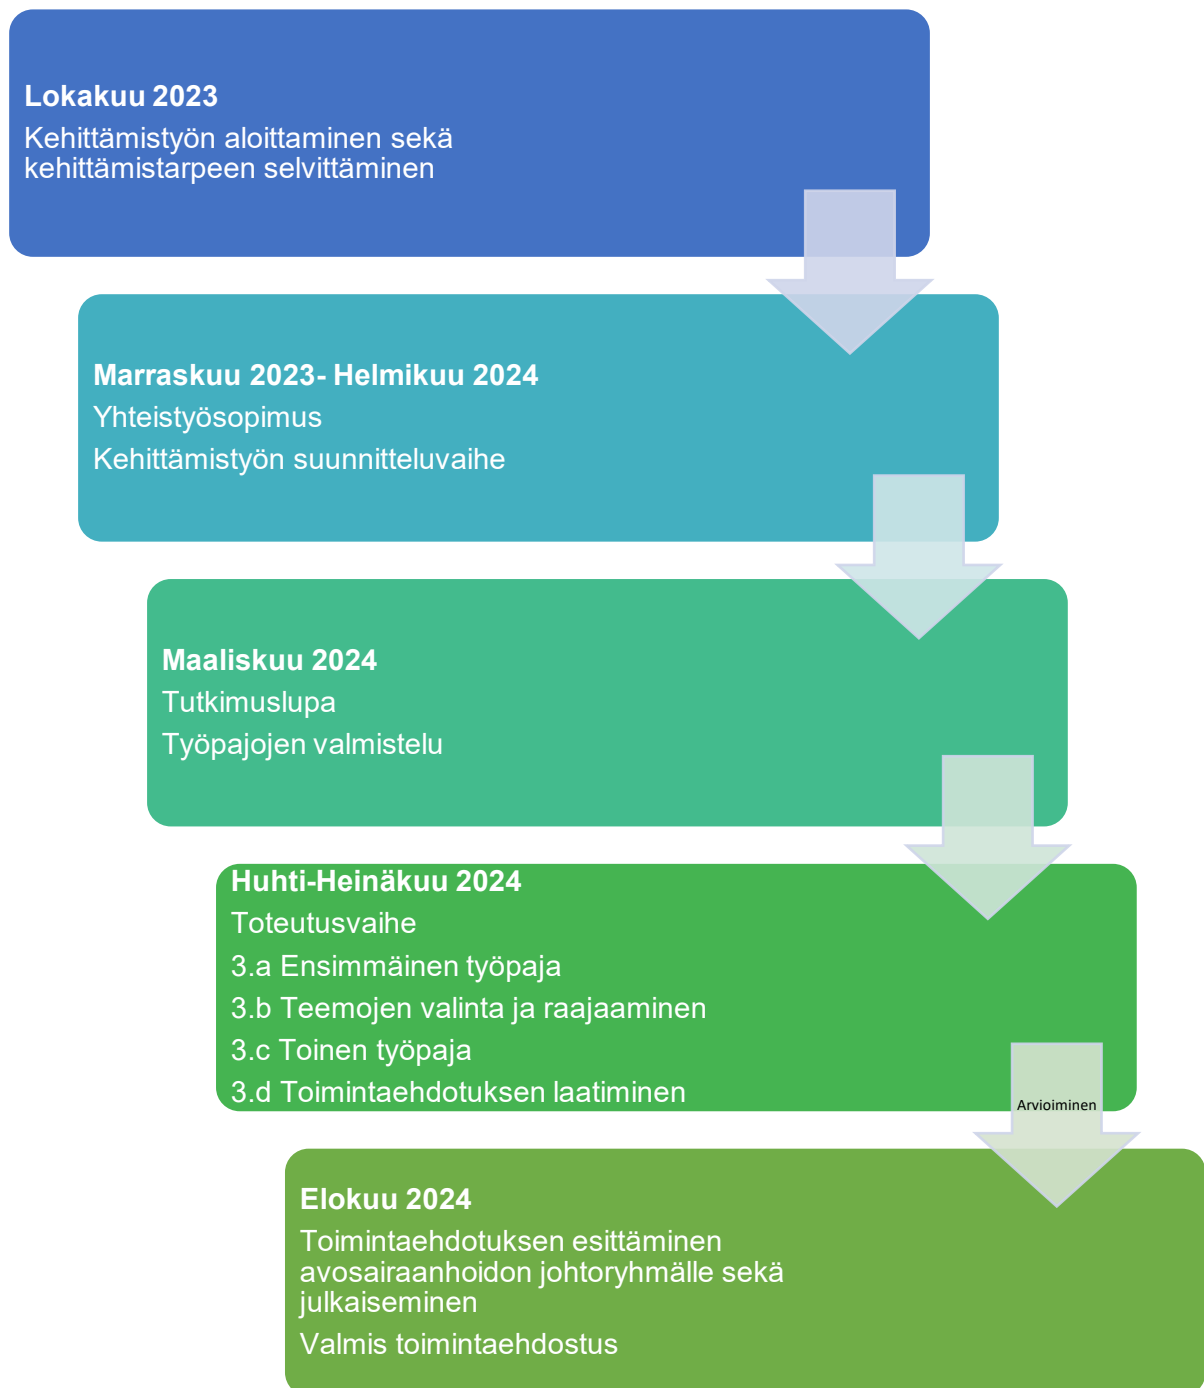 Lokakuu 2023
Kehittämistyön aloittaminen sekä
kehittämistarpeen selvittäminen
Marraskuu 2023- Helmikuu 2024
Yhteistyösopimus
Kehittämistyön suunnitteluvaihe
Maaliskuu 2024
Tutkimuslupa
Työpajojen valmistelu
Huhti-Heinäkuu 2024
Toteutusvaihe
3.a Ensimmäinen työpaja
3.b Teemojen valinta ja raajaaminen
3.c Toinen työpaja
3.d Toimintaehdotuksen laatiminen
Arvioiminen
Elokuu 2024
Toimintaehdotuksen esittäminen
avosairaanhoidon johtoryhmälle sekä
julkaiseminen
Valmis toimintaehdostus